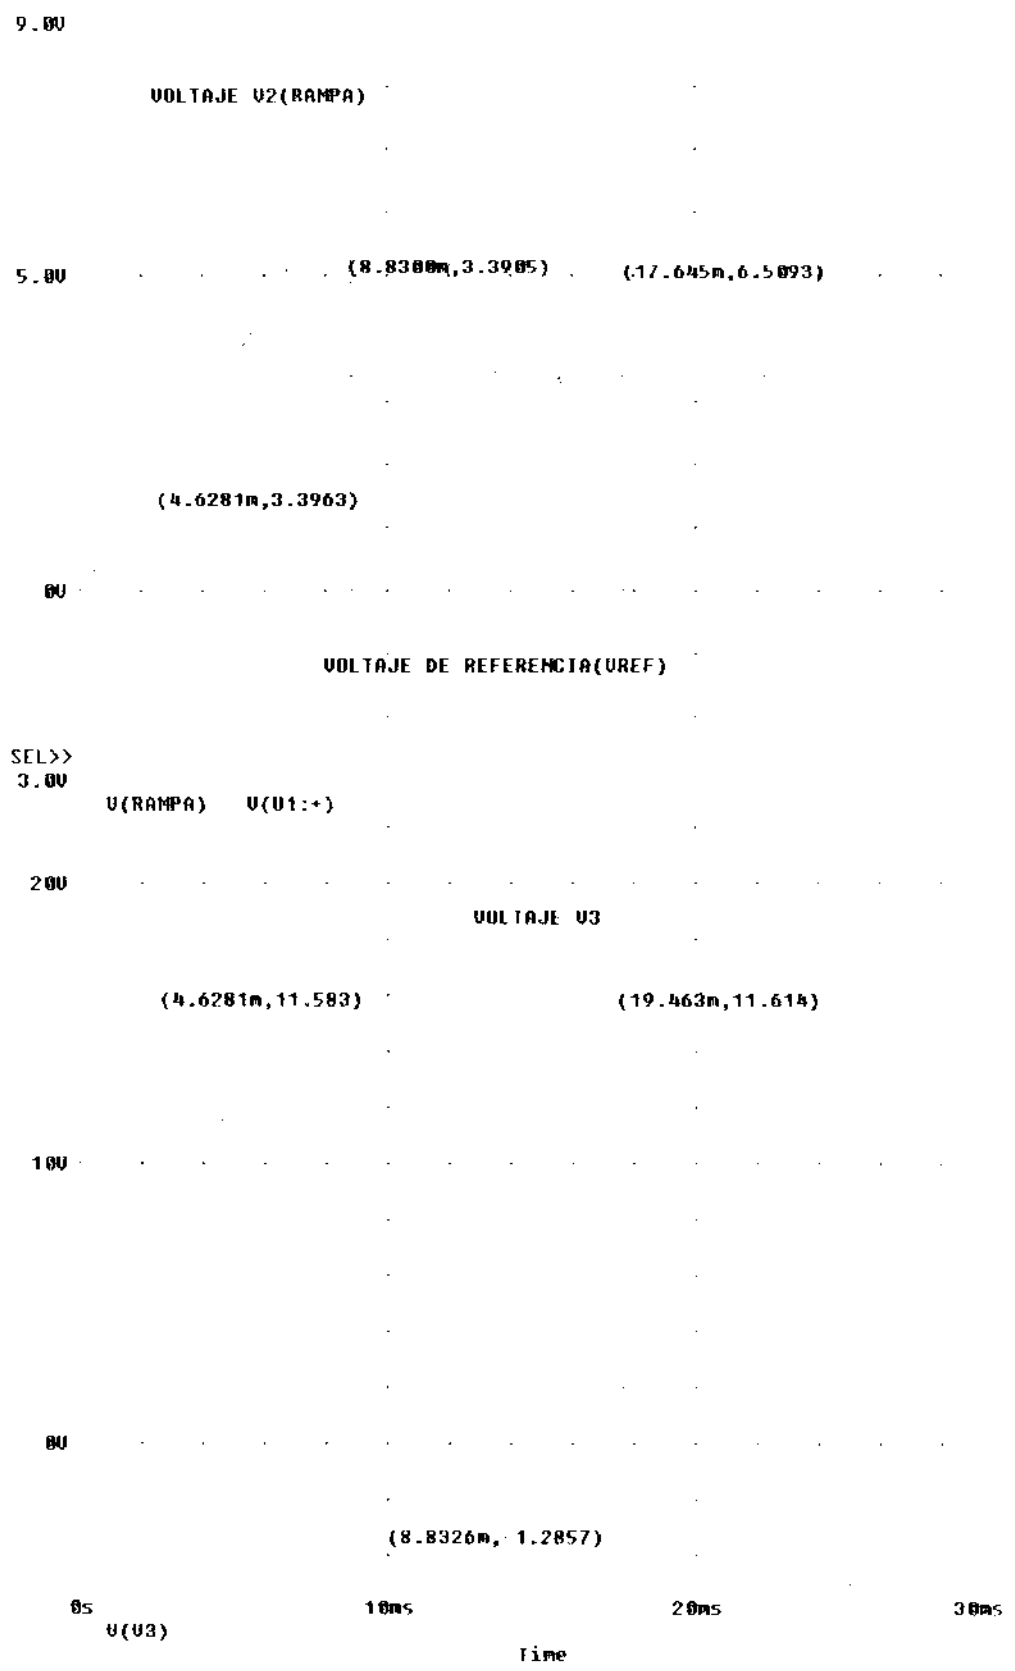 9.0V
VOLTAJE V2(RAMPA)
5.0V
(8.8300m,3.3905) (17.645m,6.5093)
(4.6281m,3.3963)
0V
VOLTAJE DE REFERENCIA(VREF)
SEL>>
3.0V
V(RAMPA) V(U1:+)
20V
VOLTAJE V3
(4.6281m,11.583) (19.463m,11.614)
10V
0V
(8.8326m, 1.2857)
0s 10ms 20ms 30ms
V(V3)
Time